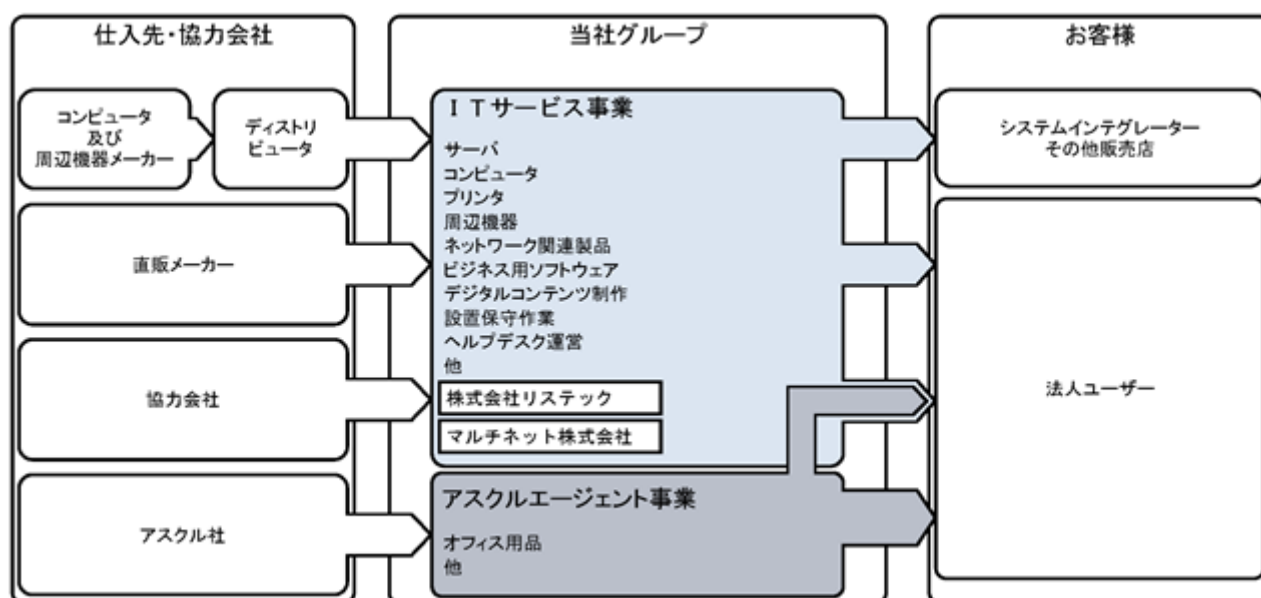 仕入先・協力会社
コンピュータ
及び
周辺機器メーカー
ディストリ
ビュータ
直販メーカー
協力会社
アスクル社
当社グループ
ＩＴサービス事業
サーバ
コンピュータ
プリンタ
周辺機器
ネットワーク関連製品
ビジネス用ソフトウェア
デジタルコンテンツ制作
設置保守作業
ヘルプデスク運営
他
株式会社リステック
マルチネット株式会社
アスクルエージェント事業
オフィス用品
他
お客様
システムインテグレーター
その他販売店
法人ユーザー